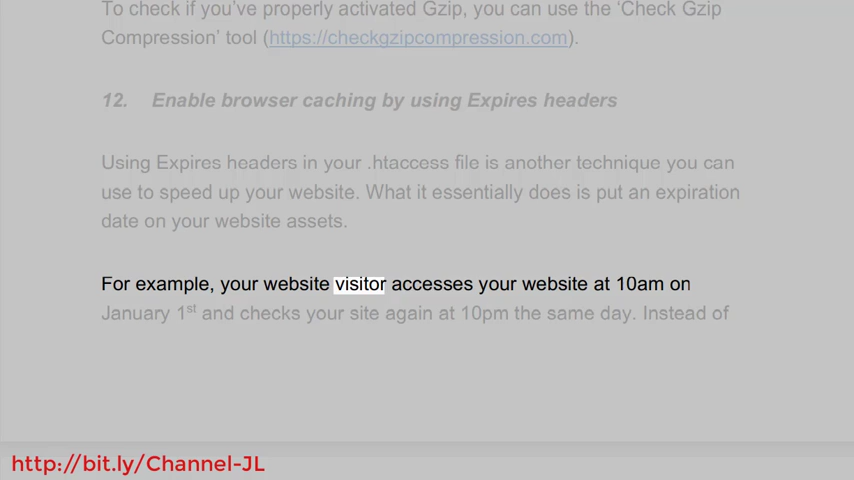 To check if you’ve properly activated Gzip, you can use the ‘Check Gzip
Compression’ tool (https://checkgzipcompression.com).
12. Enable browser caching by using Expires headers
Using Expires headers in your .htaccess file is another technique you can
use to speed up your website. What it essentially does is put an expiration
date on your website assets.
For example, your website visitor accesses your website at 10am on
January 1st and checks your site again at 10pm the same day. Instead of
http://bit.ly/Channel-JL